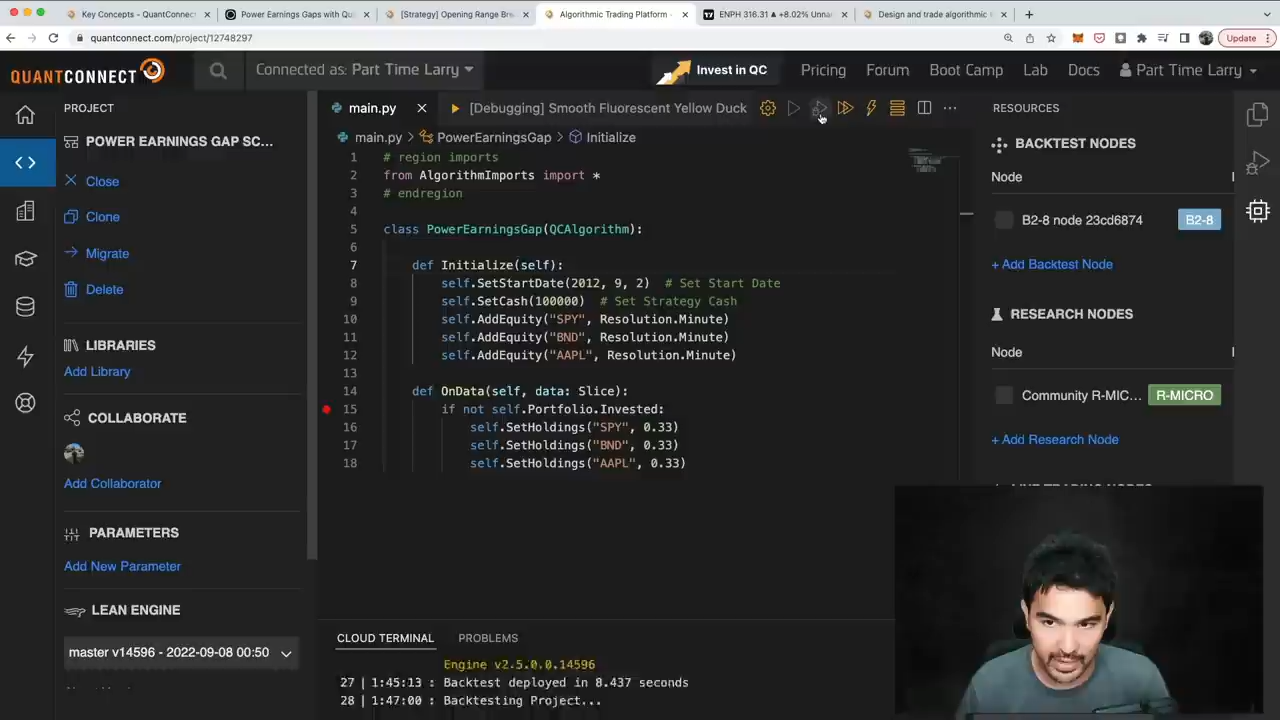 Key Concepts - QuantConnect
Power Earnings Gaps with Qu
[Strategy] Opening Range Bre
Algorithmic Trading Platform -
ENPH 316.31 ▲ +8.02% Unna
Design and trade algorithmic t
quantconnect.com/project/12748297
Update
QUANTCONNECT
Connected as: Part Time Larry
Invest in QC
Pricing
Forum
Boot Camp
Lab
Docs
Part Time Larry
PROJECT
main.py
[Debugging] Smooth Fluorescent Yellow Duck
RESOURCES
POWER EARNINGS GAP SC...
main.py > PowerEarningsGap > Initialize
BACKTEST NODES
Close
Clone
Migrate
Delete
LIBRARIES
Add Library
COLLABORATE
Add Collaborator
PARAMETERS
Add New Parameter
LEAN ENGINE
master v14596 - 2022-09-08 00:50
1 # region imports
2 from AlgorithmImports import *
3 # endregion
4
5 class PowerEarningsGap(QCAlgorithm):
6
7 def Initialize(self):
8 self.SetStartDate(2012, 9, 2) # Set Start Date
9 self.SetCash(100000) # Set Strategy Cash
10 self.AddEquity("SPY", Resolution.Minute)
11 self.AddEquity("BND", Resolution.Minute)
12 self.AddEquity("AAPL", Resolution.Minute)
13
14 def OnData(self, data: Slice):
15 if not self.Portfolio.Invested:
16 self.SetHoldings("SPY", 0.33)
17 self.SetHoldings("BND", 0.33)
18 self.SetHoldings("AAPL", 0.33)
Node
B2-8 node 23cd6874
B2-8
+ Add Backtest Node
RESEARCH NODES
Node
Community R-MIC...
R-MICRO
+ Add Research Node
CLOUD TERMINAL
PROBLEMS
Engine v2.5.0.0.14596
27 | 1:45:13 : Backtest deployed in 8.437 seconds
28 | 1:47:00 : Backtesting Project...